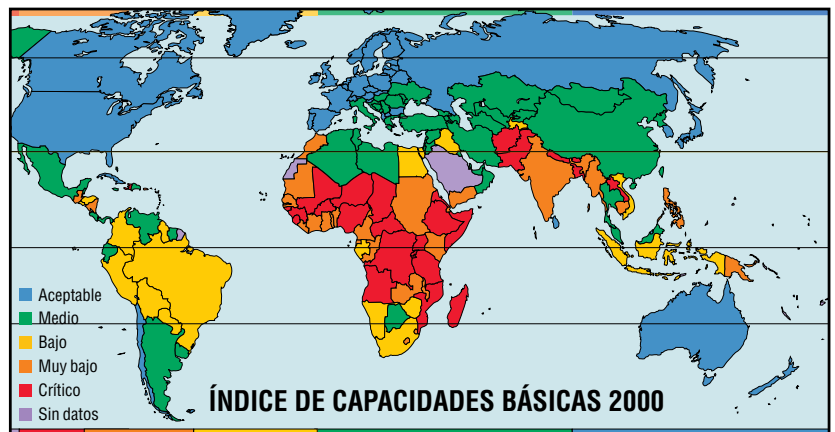 Aceptable
Medio
Bajo
Muy bajo
Crítico
Sin datos
ÍNDICE DE CAPACIDADES BÁSICAS 2000